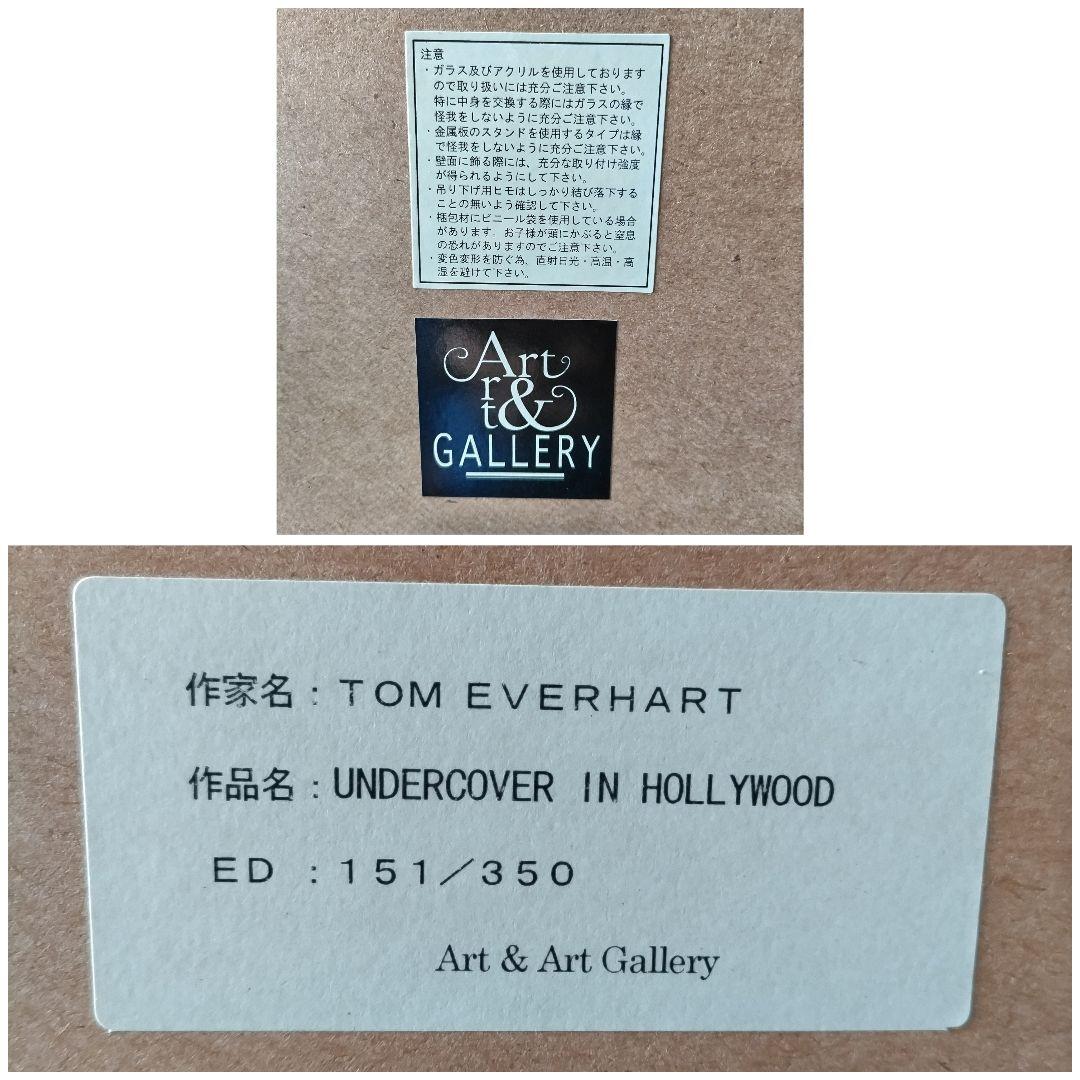 注意
・ガラス及びアクリルを使用しております
ので取り扱いには充分ご注意下さい。
特に中身を交換する際にはガラスの縁で
怪我をしないように充分ご注意下さい。
・金属板のスタンドを使用するタイプは縁
で怪我をしないように充分ご注意下さい。
・壁面に飾る際には、充分な取り付け強度
が得られるようにして下さい。
・吊り下げ用ヒモはしっかり結び落下する
ことの無いよう確認して下さい。
・梱包材にビニール袋を使用している場合
があります。お子様が頭にかぶると窒息
の恐れがありますのでご注意下さい。
・変色変形を防ぐ為、直射日光・高温・高
湿を避けて下さい。
Art
rt&
GALLERY
作家名：TOM EVERHART
作品名：UNDERCOVER IN HOLLYWOOD
ED ：151／350
Art & Art Gallery